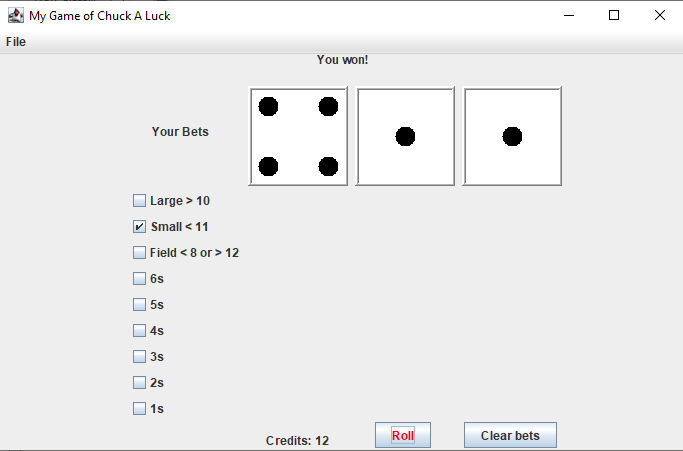 My Game of Chuck A Luck
File
You won!
Your Bets
Large > 10
Small < 11
Field < 8 or > 12
6s
5s
4s
3s
2s
1s
Credits: 12
Roll
Clear bets